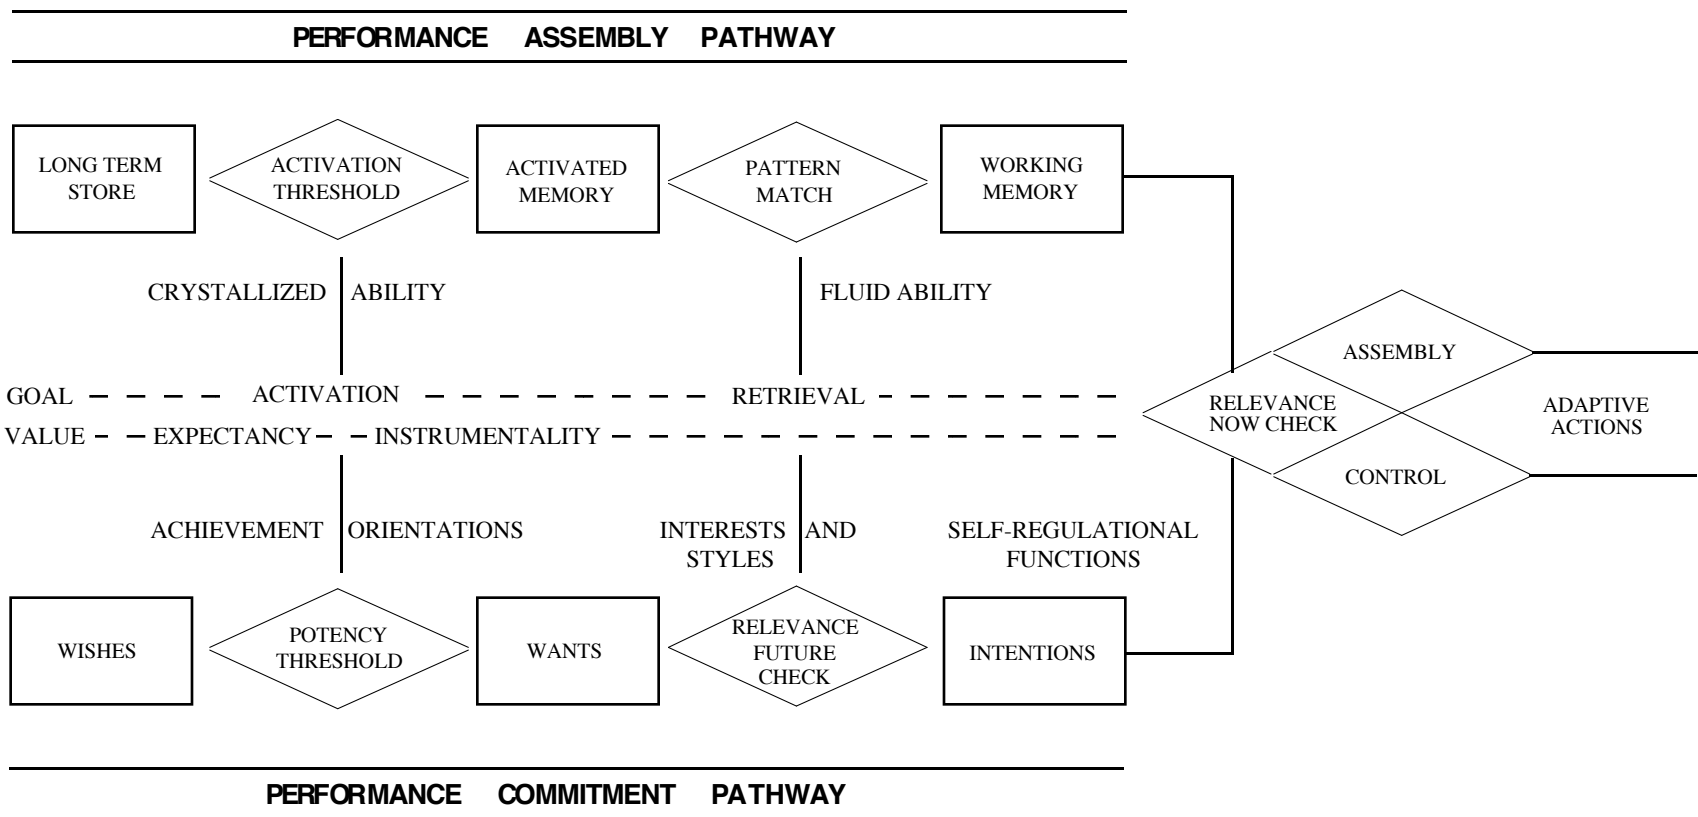 PERFORMANCE ASSEMBLY PATHWAY
LONG TERM
STORE
ACTIVATION
THRESHOLD
ACTIVATED
MEMORY
PATTERN
MATCH
WORKING
MEMORY
CRYSTALLIZED ABILITY
FLUID ABILITY
GOAL ACTIVATION RETRIEVAL
VALUE EXPECTANCY INSTRUMENTALITY
RELEVANCE
NOW CHECK
ASSEMBLY
CONTROL
ADAPTIVE
ACTIONS
ACHIEVEMENT ORIENTATIONS
INTERESTS AND
STYLES
SELF-REGULATIONAL
FUNCTIONS
WISHES
POTENCY
THRESHOLD
WANTS
RELEVANCE
FUTURE
CHECK
INTENTIONS
PERFORMANCE COMMITMENT PATHWAY